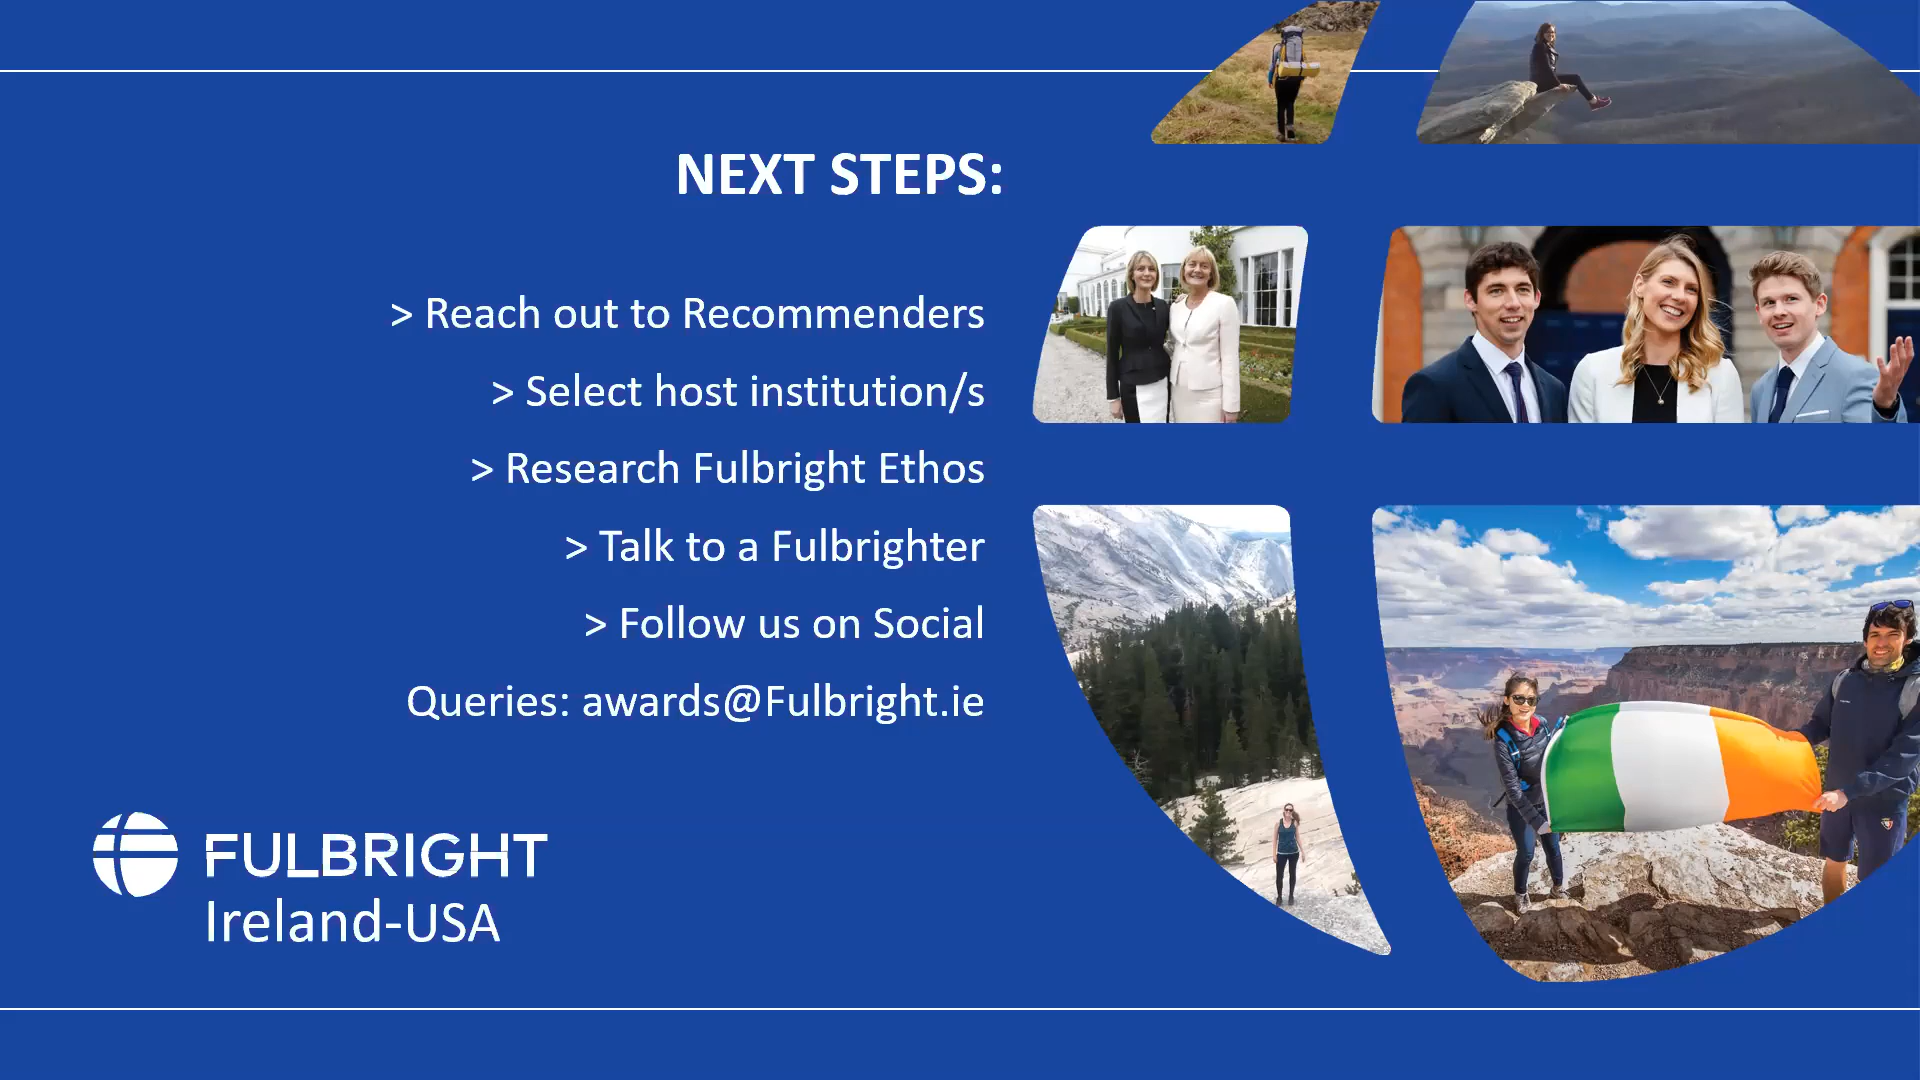 NEXT STEPS:
> Reach out to Recommenders
> Select host institution/s
> Research Fulbright Ethos
> Talk to a Fulbrighter
> Follow us on Social
Queries: awards@Fulbright.ie
FULBRIGHT
Ireland-USA